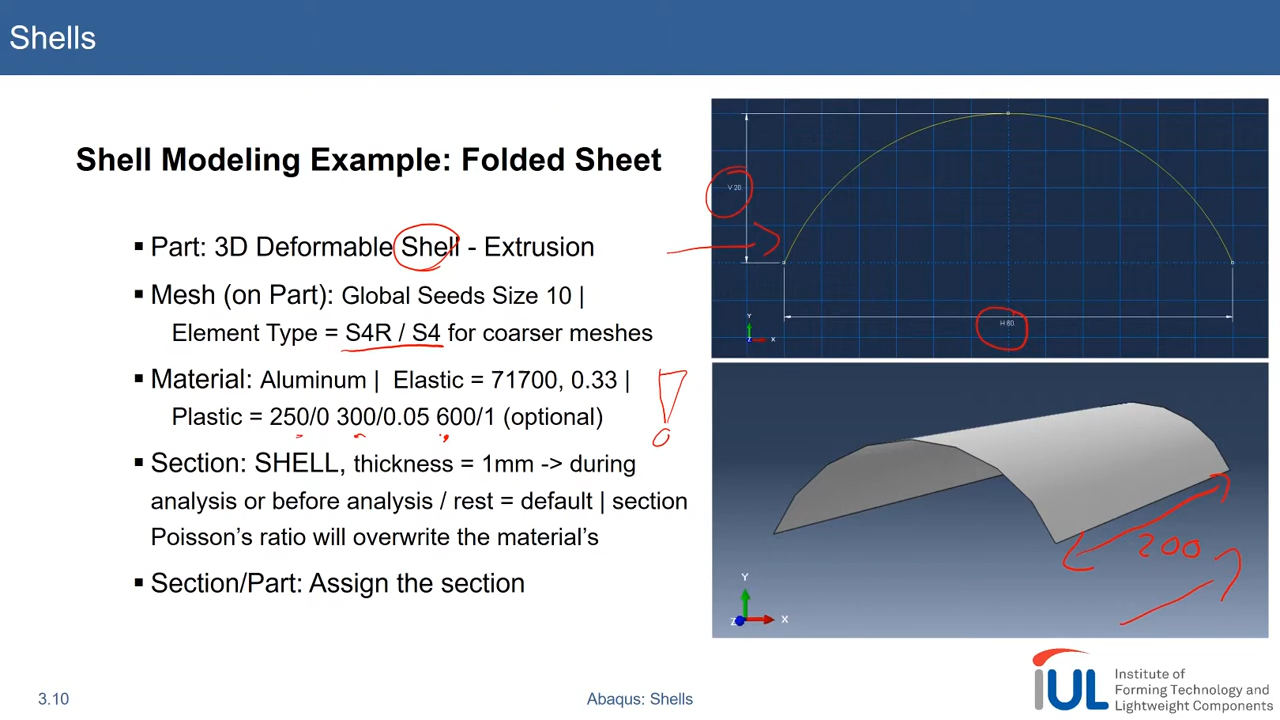 Shells
Shell Modeling Example: Folded Sheet
▪ Part: 3D Deformable Shell - Extrusion
▪ Mesh (on Part): Global Seeds Size 10 |
Element Type = S4R / S4 for coarser meshes
▪ Material: Aluminum | Elastic = 71700, 0.33 |
Plastic = 250/0 300/0.05 600/1 (optional)
!
▪ Section: SHELL, thickness = 1mm -> during
analysis or before analysis / rest = default | section
Poisson's ratio will overwrite the material's
▪ Section/Part: Assign the section
V 20.
H 60.
Y
Z X
200
Y
Z X
3.10
Abaqus: Shells
iUL
Institute of
Forming Technology and
Lightweight Components